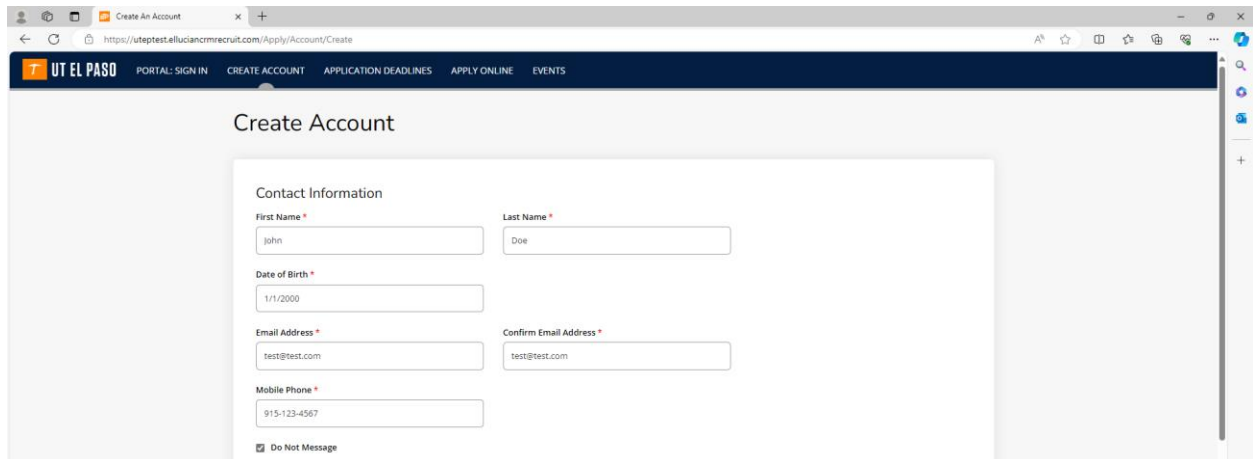 Create An Account
https://uteptest.elluciancrmrecruit.com/Apply/Account/Create
UT EL PASO PORTAL: SIGN IN CREATE ACCOUNT APPLICATION DEADLINES APPLY ONLINE EVENTS
Create Account
Contact Information
First Name * Last Name *
John Doe
Date of Birth *
1/1/2000
Email Address * Confirm Email Address *
test@test.com test@test.com
Mobile Phone *
915-123-4567
Do Not Message